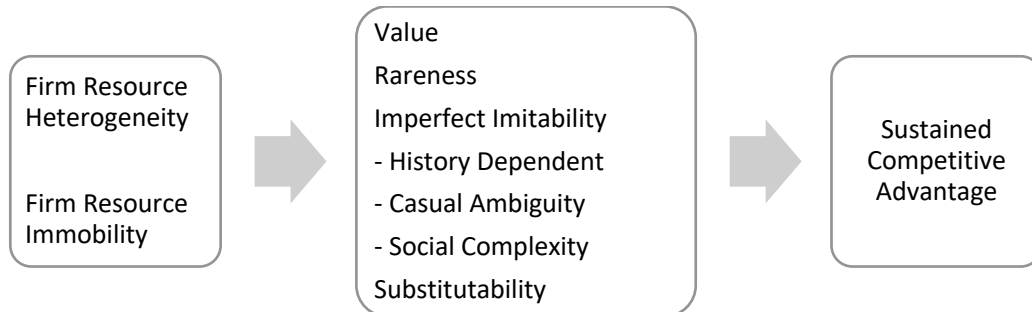 Firm Resource
Heterogeneity
Firm Resource
Immobility
Value
Rareness
Imperfect Imitability
- History Dependent
- Casual Ambiguity
- Social Complexity
Substitutability
Sustained
Competitive
Advantage